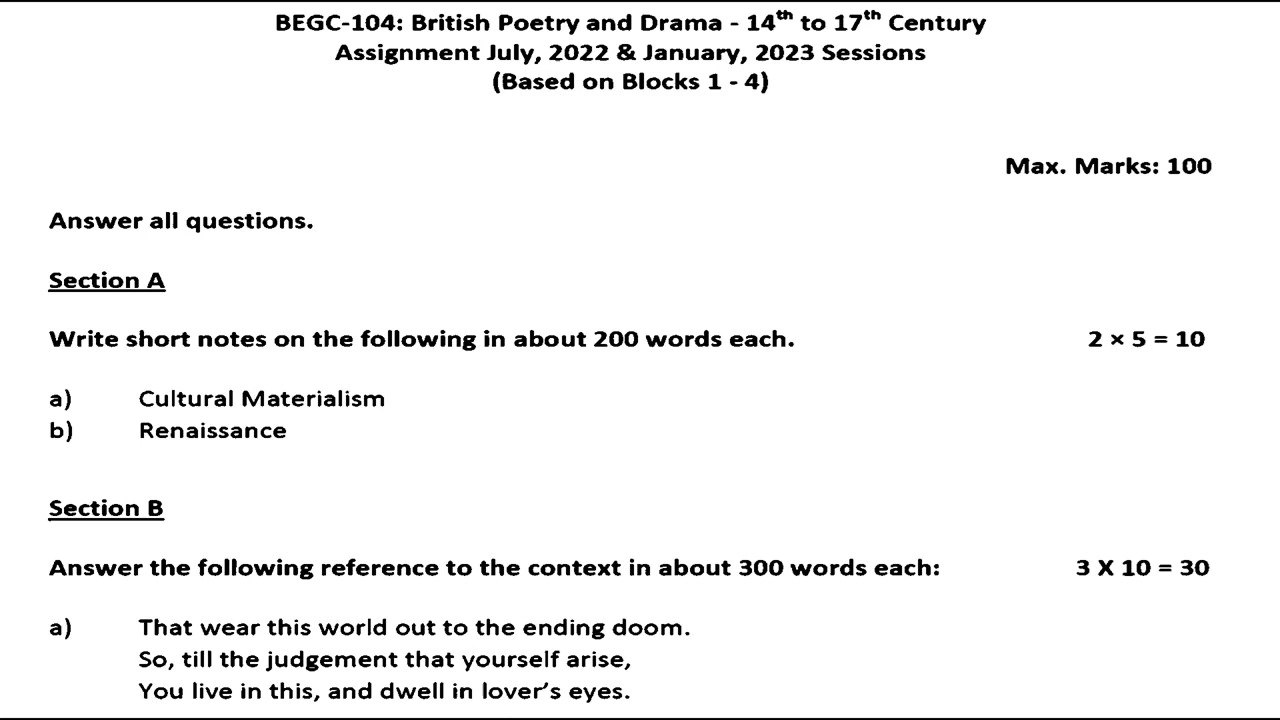 BEGC-104: British Poetry and Drama - 14th to 17th Century
Assignment July, 2022 & January, 2023 Sessions
(Based on Blocks 1 - 4)
Max. Marks: 100
Answer all questions.
Section A
Write short notes on the following in about 200 words each. 2 × 5 = 10
a) Cultural Materialism
b) Renaissance
Section B
Answer the following reference to the context in about 300 words each: 3 X 10 = 30
a) That wear this world out to the ending doom.
So, till the judgement that yourself arise,
You live in this, and dwell in lover’s eyes.